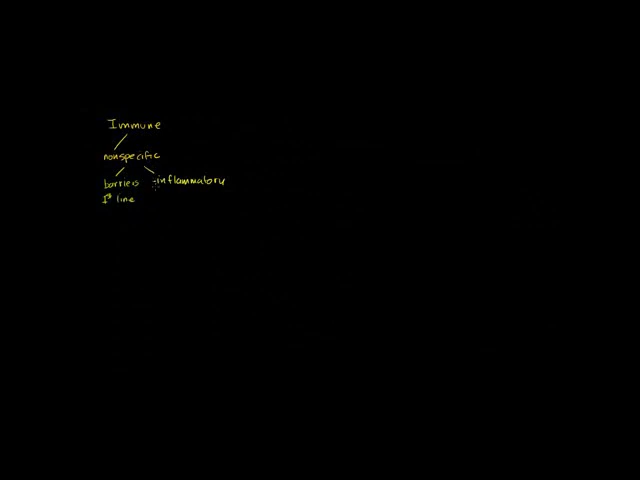 Immune
nonspecific
barriers
inflammatory
1st line